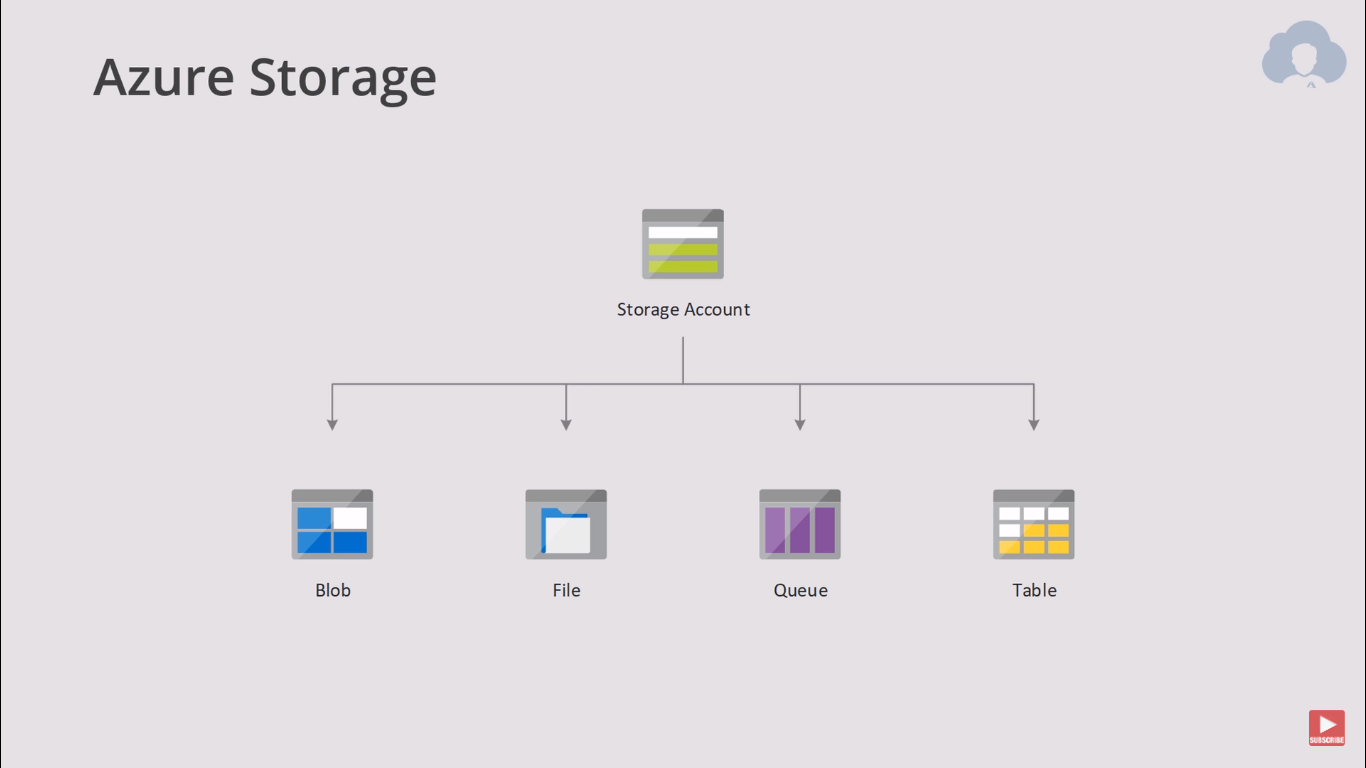 Azure Storage
Storage Account
Blob
File
Queue
Table
SUBSCRIBE